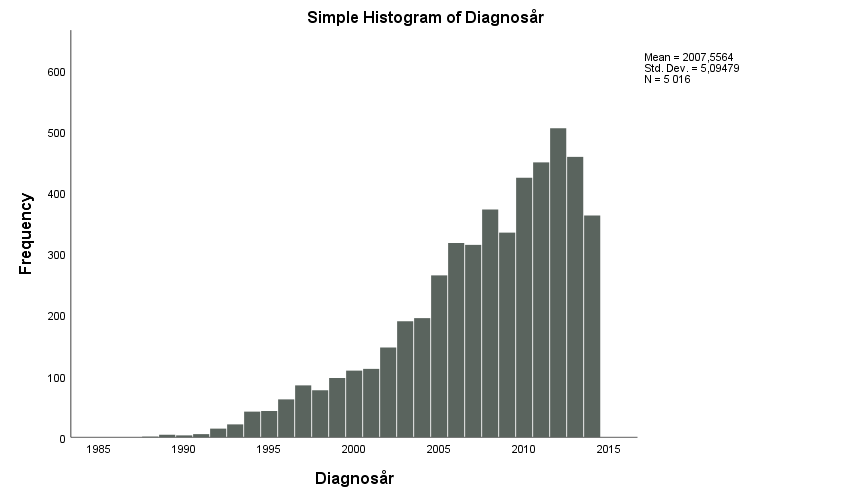 Simple Histogram of Diagnosår
Mean = 2007,5564
Std. Dev. = 5,09479
N = 5 016
600
500
400
300
200
100
0
Frequency
1985 1990 1995 2000 2005 2010 2015
Diagnosår